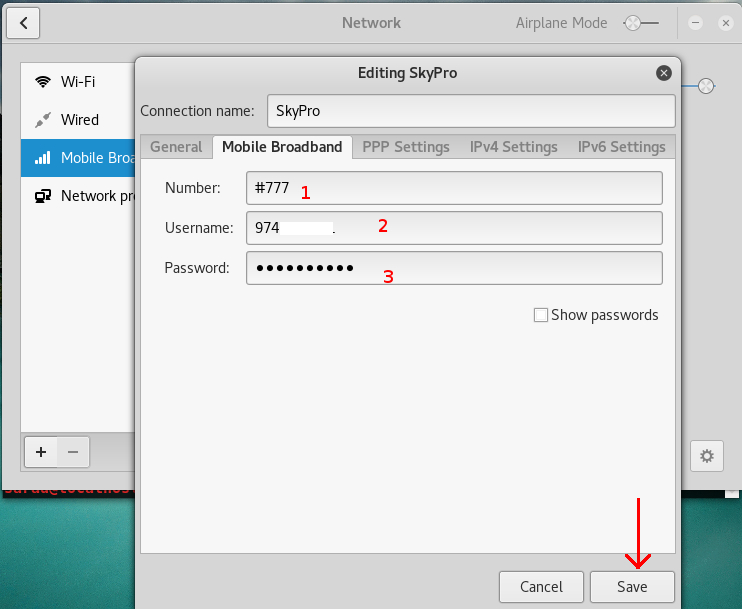 Network
Airplane Mode
Wi-Fi
Wired
Mobile Broa
Network pr
Editing SkyPro
Connection name: SkyPro
General Mobile Broadband PPP Settings IPv4 Settings IPv6 Settings
Number: #777 1
Username: 974 . 2
Password: •••••••••• 3
Show passwords
Cancel Save